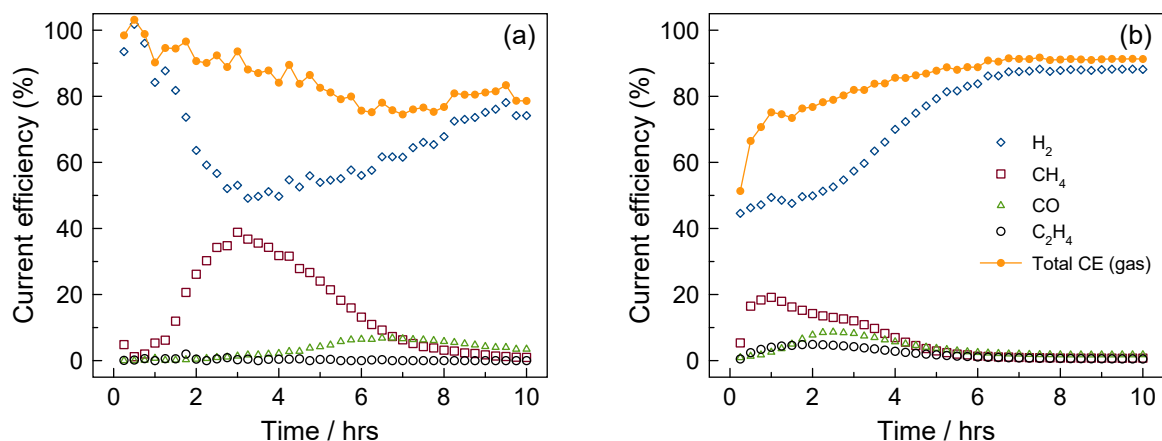 (a)
Current efficiency (%)
100
80
60
40
20
0
0 2 4 6 8 10
Time / hrs
(b)
Current efficiency (%)
100
80
60
40
20
0
H₂
CH₄
CO
C₂H₄
Total CE (gas)
0 2 4 6 8 10
Time / hrs